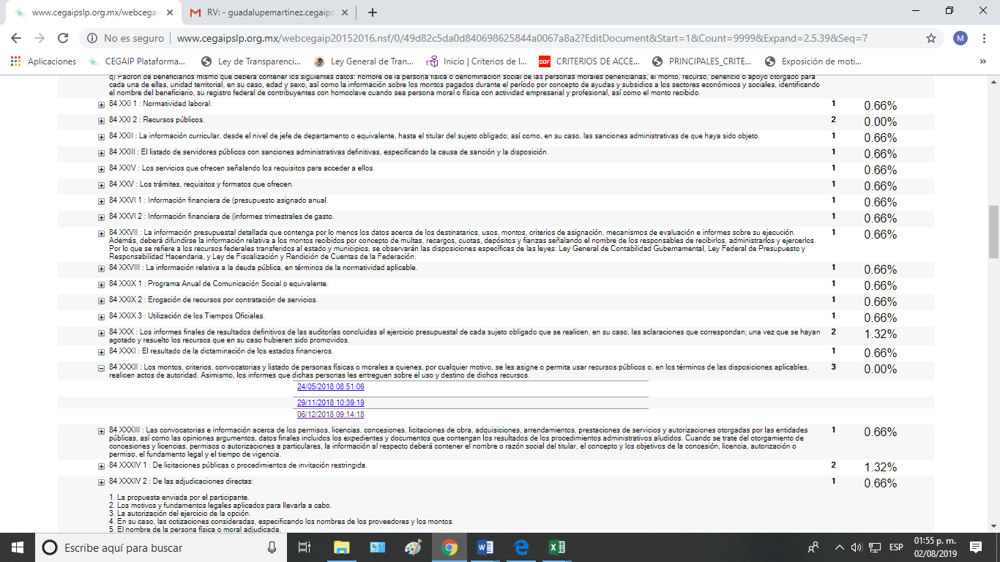 www.cegaipslp.org.mx/webcegai
RV: - guadalupemartinez.cegaips
No es seguro
www.cegaipslp.org.mx/webcegaip20152016.nsf/0/49d82c5da0d840698625844a0067a8a2?EditDocument&Start=1&Count=9999&Expand=2.5.39&Seq=7
M
Aplicaciones
CEGAIP Plataforma...
Ley de Transparenci...
Ley General de Tran...
Inicio | Criterios de l...
DOF
CRITERIOS DE ACCE...
PRINCIPALES_CRITE...
Exposición de moti...
»
q) Padrón de beneficiarios mismo que deberá contener los siguientes datos: nombre de la persona física o denominación social de las personas morales beneficiarias, el monto, recurso, beneficio o apoyo otorgado para
cada una de ellas, unidad territorial, en su caso, edad y sexo, así como la información sobre los montos pagados durante el período por concepto de ayudas y subsidios a los sectores económicos y sociales, identificando
el nombre del beneficiario, su registro federal de contribuyentes con homoclave cuando sea persona moral o física con actividad empresarial y profesional, así como el monto recibido.
84 XXI 1 : Normatividad laboral. 1 0.66%
84 XXI 2 : Recursos públicos. 2 0.00%
84 XXII : La información curricular, desde el nivel de jefe de departamento o equivalente, hasta el titular del sujeto obligado; así como, en su caso, las sanciones administrativas de que haya sido objeto. 1 0.66%
84 XXIII : El listado de servidores públicos con sanciones administrativas definitivas, especificando la causa de sanción y la disposición. 1 0.66%
84 XXIV : Los servicios que ofrecen señalando los requisitos para acceder a ellos. 1 0.66%
84 XXV : Los trámites, requisitos y formatos que ofrecen. 1 0.66%
84 XXVI 1 : Información financiera de (presupuesto asignado anual. 1 0.66%
84 XXVI 2 : Información financiera de (informes trimestrales de gasto. 1 0.66%
84 XXVII : La información presupuestal detallada que contenga por lo menos los datos acerca de los destinatarios, usos, montos, criterios de asignación, mecanismos de evaluación e informes sobre su ejecución. 1 0.66%
Además, deberá difundirse la información relativa a los montos recibidos por concepto de multas, recargos, cuotas, depósitos y fianzas señalando el nombre de los responsables de recibirlos, administrarlos y ejercerlos.
Por lo que se refiere a los recursos federales transferidos al estado y municipios, se observarán las disposiciones específicas de las leyes: Ley General de Contabilidad Gubernamental, Ley Federal de Presupuesto y
Responsabilidad Hacendaria, y Ley de Fiscalización y Rendición de Cuentas de la Federación.
84 XXVIII : La información relativa a la deuda pública, en términos de la normatividad aplicable. 1 0.66%
84 XXIX 1 : Programa Anual de Comunicación Social o equivalente. 1 0.66%
84 XXIX 2 : Erogación de recursos por contratación de servicios. 1 0.66%
84 XXIX 3 : Utilización de los Tiempos Oficiales. 1 0.66%
84 XXX : Los informes finales de resultados definitivos de las auditorías concluidas al ejercicio presupuestal de cada sujeto obligado que se realicen, en su caso, las aclaraciones que correspondan; una vez que se hayan 2 1.32%
agotado y resuelto los recursos que en su caso hubieren sido promovidos.
84 XXXI : El resultado de la dictaminación de los estados financieros. 1 0.66%
84 XXXII : Los montos, criterios, convocatorias y listado de personas físicas o morales a quienes, por cualquier motivo, se les asigne o permita usar recursos públicos o, en los términos de las disposiciones aplicables, 3 0.00%
realicen actos de autoridad. Asimismo, los informes que dichas personas les entreguen sobre el uso y destino de dichos recursos.
24/05/2018 08:51:06
29/11/2018 10:39:19
06/12/2018 09:14:18
84 XXXIII : Las convocatorias e información acerca de los permisos, licencias, concesiones, licitaciones de obra, adquisiciones, arrendamientos, prestaciones de servicios y autorizaciones otorgadas por las entidades 1 0.66%
públicas, así como las opiniones argumentos, datos finales incluidos los expedientes y documentos que contengan los resultados de los procedimientos administrativos aludidos. Cuando se trate del otorgamiento de
concesiones y licencias, permisos o autorizaciones a particulares, la información al respecto deberá contener el nombre o razón social del titular, el concepto y los objetivos de la concesión, licencia, autorización o
permiso, el fundamento legal y el tiempo de vigencia.
84 XXXIV 1 : De licitaciones públicas o procedimientos de invitación restringida. 2 1.32%
84 XXXIV 2 : De las adjudicaciones directas: 1 0.66%
1. La propuesta enviada por el participante.
2. Los motivos y fundamentos legales aplicados para llevarla a cabo.
3. La autorización del ejercicio de la opción.
4. En su caso, las cotizaciones consideradas, especificando los nombres de los proveedores y los montos.
5. El nombre de la persona física o moral adjudicada.
Escribe aquí para buscar
ESP
01:55 p. m.
02/08/2019